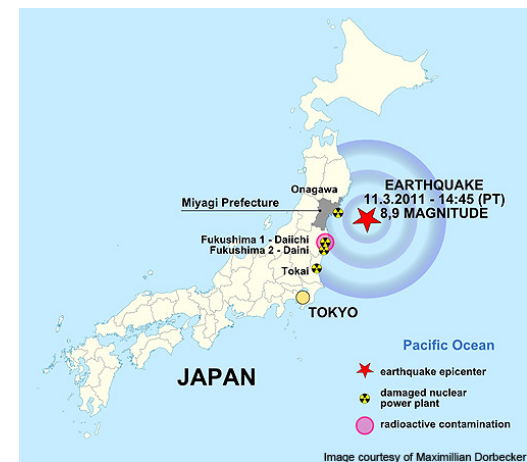 Onagawa
EARTHQUAKE
11.3.2011 - 14:45 (PT)
8,9 MAGNITUDE
Miyagi Prefecture
Fukushima 1 - Daiichi
Fukushima 2 - Daini
Tokai
TOKYO
JAPAN
Pacific Ocean
earthquake epicenter
damaged nuclear
power plant
radioactive contamination
Image courtesy of Maximillian Dorbecker